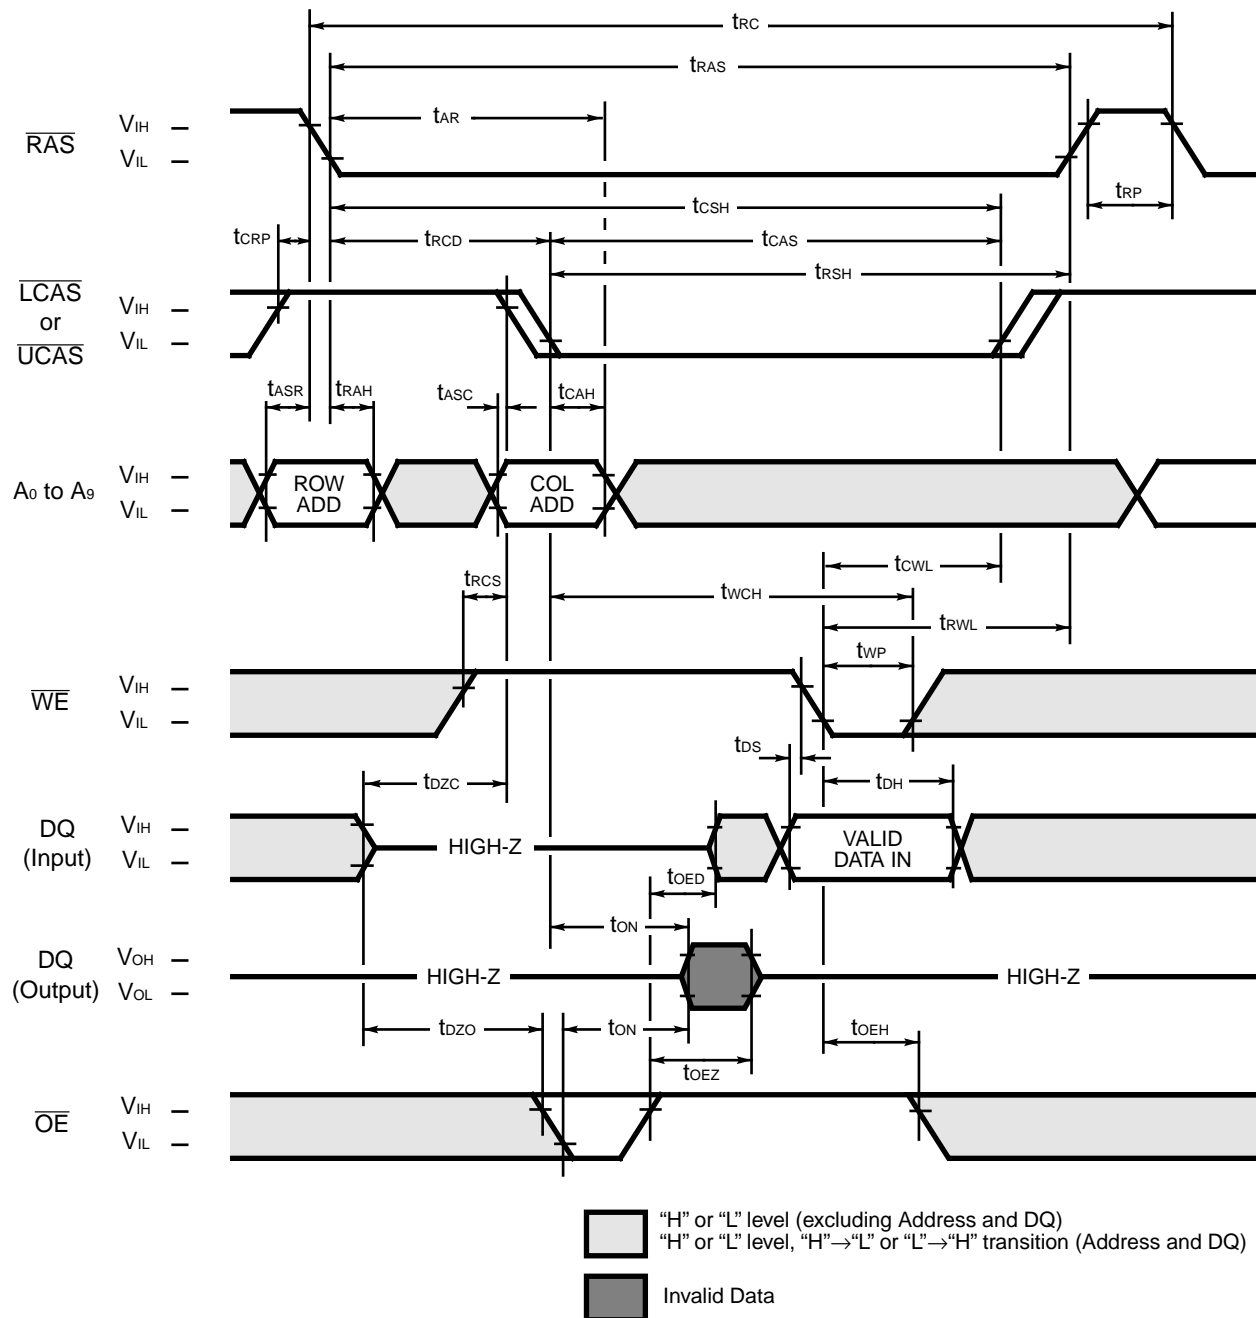 tRC
tRAS
tAR
RAS
VIH
VIL
tRP
tCSH
tCRP
tRCD
tCAS
tRSH
LCAS
or
UCAS
VIH
VIL
tASR
tRAH
tASC
tCAH
A0 to A9
VIH
VIL
ROW
ADD
COL
ADD
tCWL
tRCS
tWCH
tRWL
tWP
WE
VIH
VIL
tDS
tDZC
tDH
DQ
(Input)
VIH
VIL
HIGH-Z
VALID
DATA IN
tOED
tON
DQ
(Output)
VOH
VOL
HIGH-Z
HIGH-Z
tDZO
tON
tOEH
tOEZ
OE
VIH
VIL
“H” or “L” level (excluding Address and DQ)
“H” or “L” level, “H”→“L” or “L”→“H” transition (Address and DQ)
Invalid Data